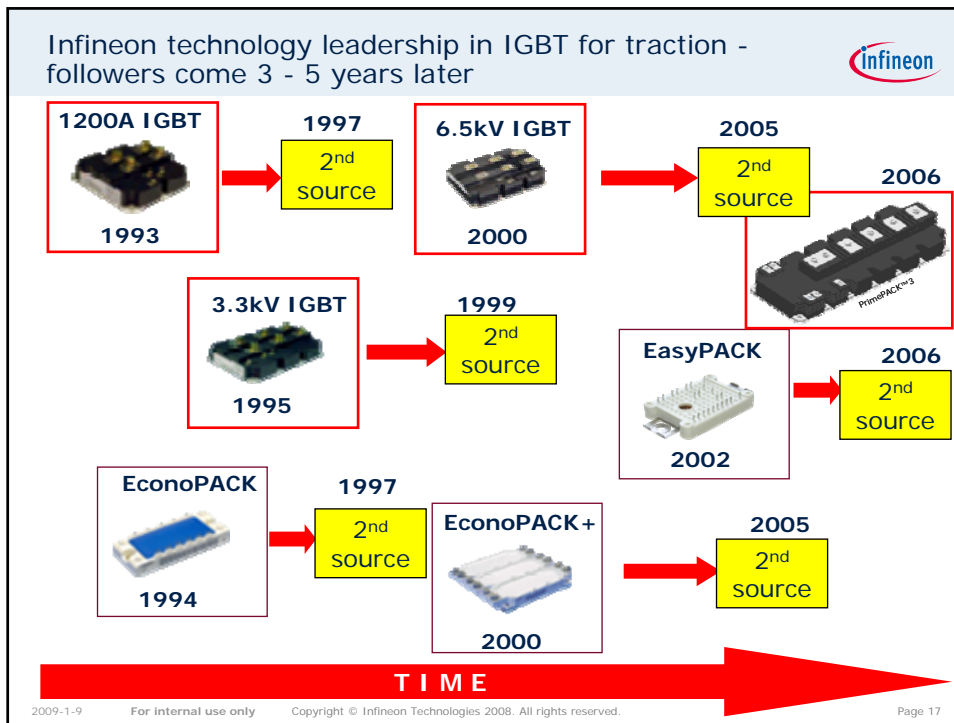 Infineon technology leadership in IGBT for traction -
followers come 3 - 5 years later
infineon
1200A IGBT
1993
1997
2nd
source
6.5kV IGBT
2000
2005
2nd
source
2006
PrimePACK™3
3.3kV IGBT
1995
1999
2nd
source
EasyPACK
2002
2006
2nd
source
EconoPACK
1994
1997
2nd
source
EconoPACK+
2000
2005
2nd
source
TIME
2009-1-9 For internal use only Copyright © Infineon Technologies 2008. All rights reserved. Page 17